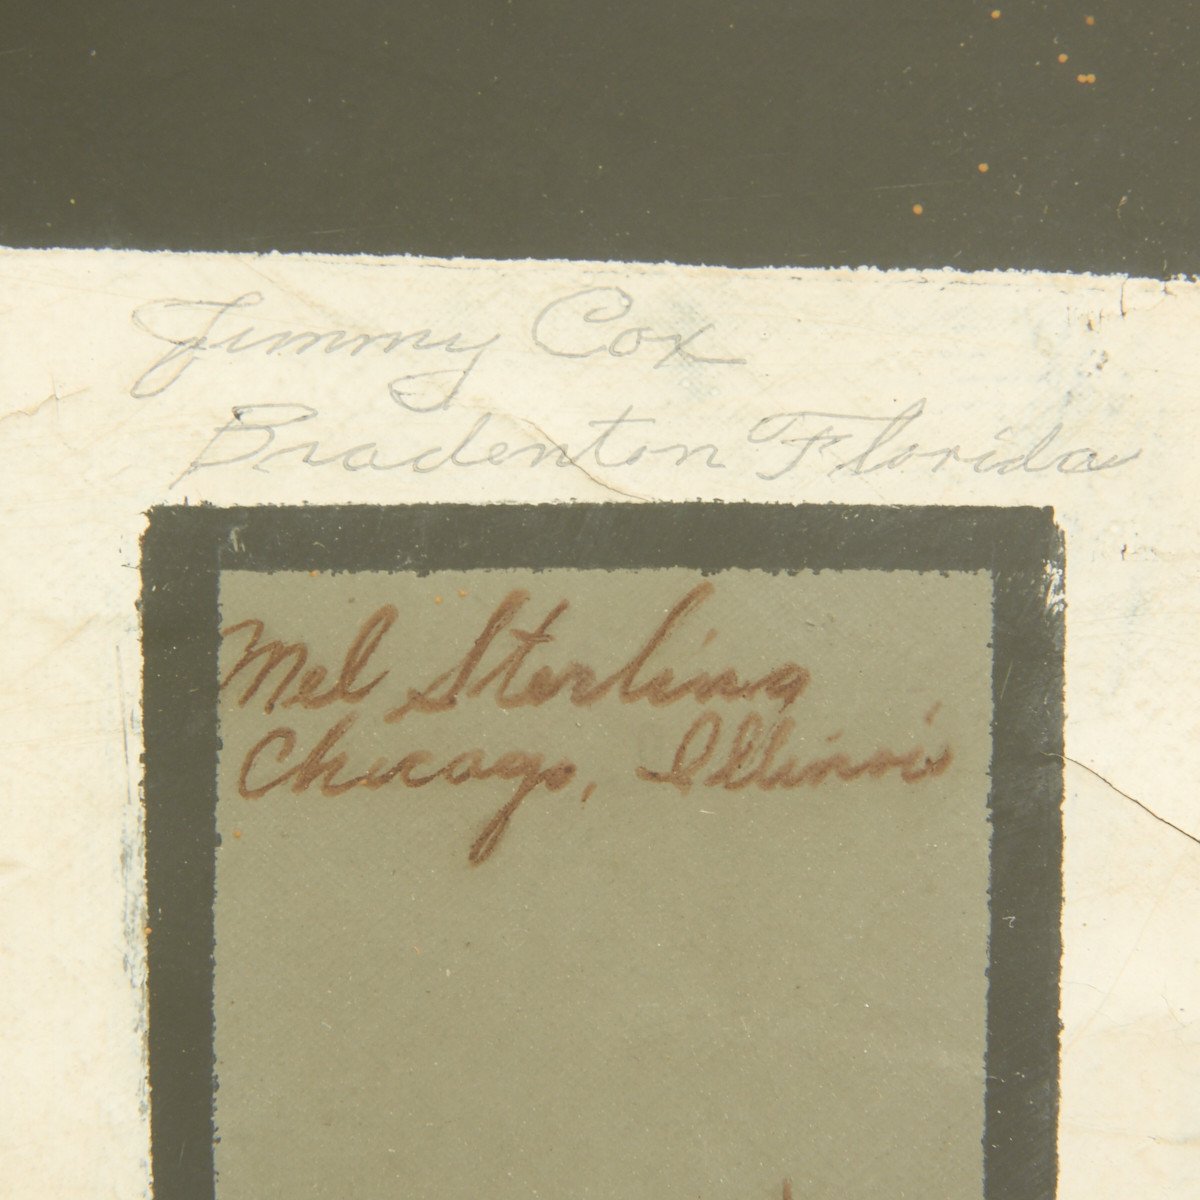 Jimmy Cox
Bradenton Florida
Mel Sterling
Chicago, Illinois